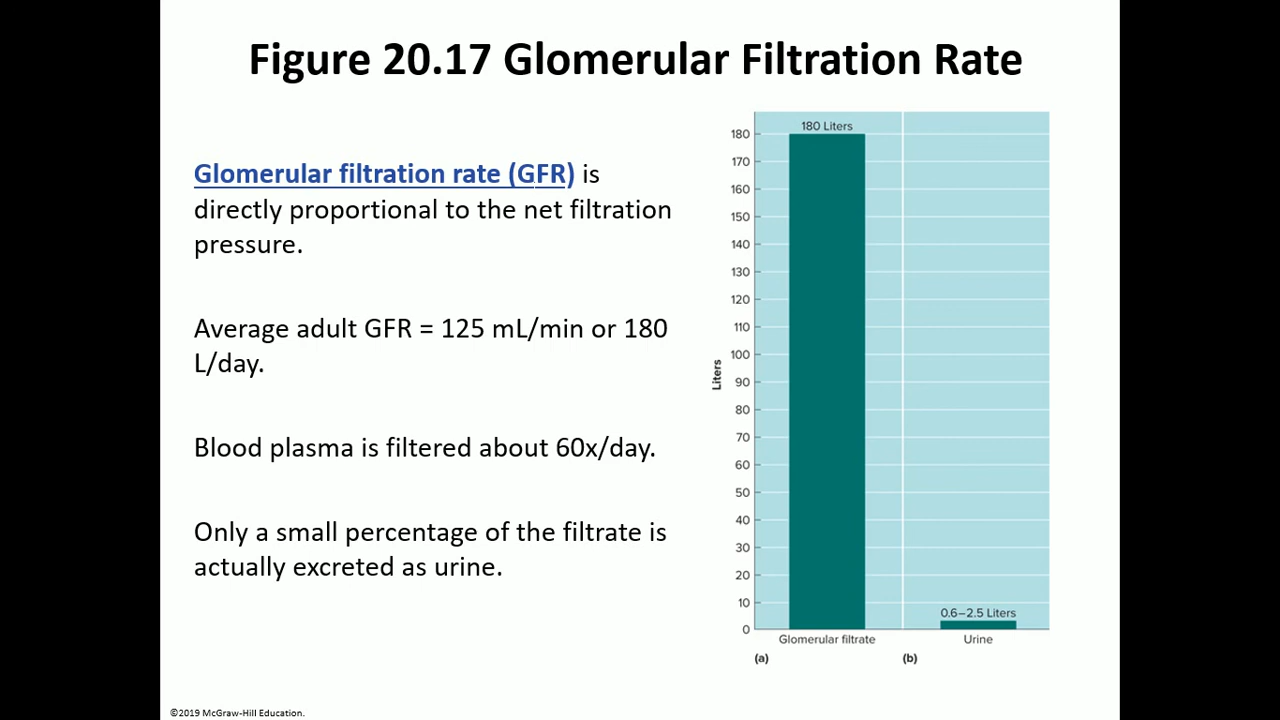 Figure 20.17 Glomerular Filtration Rate
Glomerular filtration rate (GFR) is
directly proportional to the net filtration
pressure.
Average adult GFR = 125 mL/min or 180
L/day.
Blood plasma is filtered about 60x/day.
Only a small percentage of the filtrate is
actually excreted as urine.
180 Liters
180
170
160
150
140
130
120
110
100
90
80
70
60
50
40
30
20
10
0
Liters
0.6–2.5 Liters
Glomerular filtrate
Urine
(a)
(b)
©2019 McGraw-Hill Education.